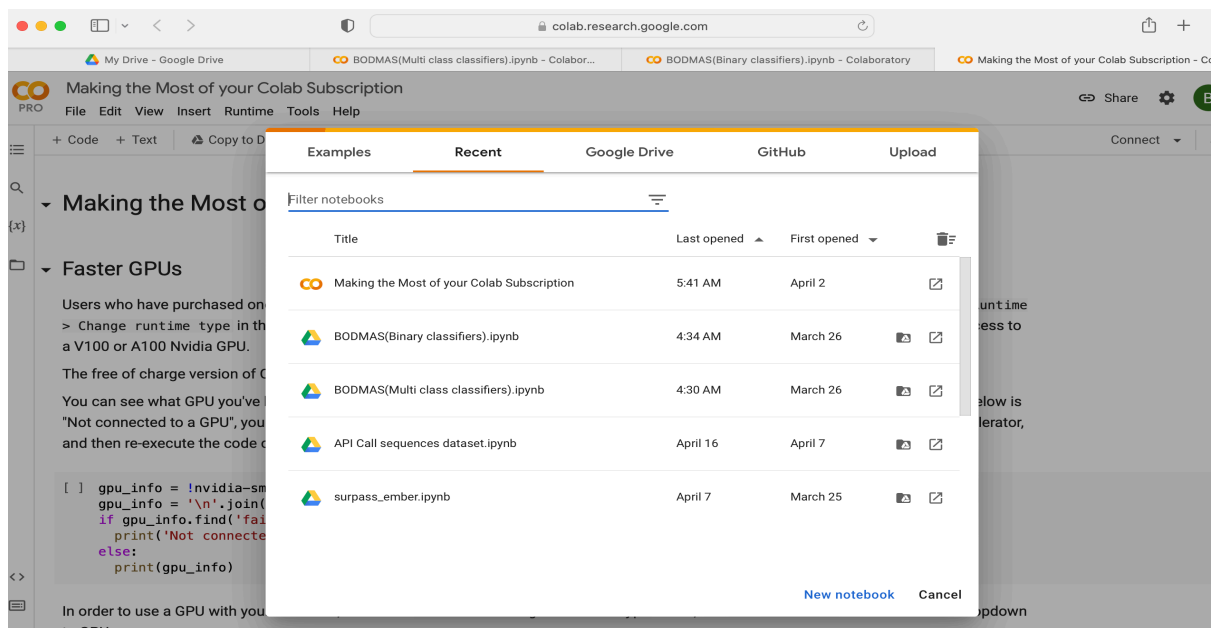 colab.research.google.com
My Drive - Google Drive
BODMAS(Multi class classifiers).ipynb - Colabor...
BODMAS(Binary classifiers).ipynb - Colaboratory
Making the Most of your Colab Subscription - Co
PRO
Making the Most of your Colab Subscription
File Edit View Insert Runtime Tools Help
Share
B
+ Code + Text Copy to D
Connect
Examples Recent Google Drive GitHub Upload
Filter notebooks
Title Last opened First opened
Making the Most of your Colab Subscription 5:41 AM April 2
BODMAS(Binary classifiers).ipynb 4:34 AM March 26
BODMAS(Multi class classifiers).ipynb 4:30 AM March 26
API Call sequences dataset.ipynb April 16 April 7
surpass_ember.ipynb April 7 March 25
New notebook Cancel
{x}
Making the Most o
Faster GPUs
Users who have purchased on untime
> Change runtime type in th cess to
a V100 or A100 Nvidia GPU.
The free of charge version of
You can see what GPU you've elow is
"Not connected to a GPU", you lerator,
and then re-execute the code
[ ] gpu_info = !nvidia-sm
gpu_info = '\n'.join(
if gpu_info.find('fai
print('Not connecte
else:
print(gpu_info)
<>
In order to use a GPU with you opdown